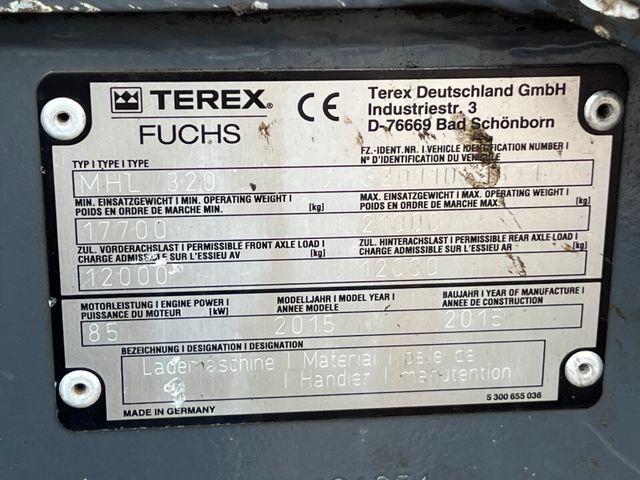 TEREX®
FUCHS
CE
Terex Deutschland GmbH
Industriestr. 3
D-76669 Bad Schönborn
TYP I TYPE I TYPE
MHL 320
FZ.-IDENT.NR. I VEHICLE IDENTIFICATION NUMBER I
N° D'IDENTIFICATION DU VEHICULE
MIN. EINSATZGEWICHT I MIN. OPERATING WEIGHT I
POIDS EN ORDRE DE MARCHE MIN. [kg]
17700
MAX. EINSATZGEWICHT I MAX. OPERATING WEIGHT I
POIDS EN ORDRE DE MARCHE MAX. [kg]
ZUL. VORDERACHSLAST I PERMISSIBLE FRONT AXLE LOAD I
CHARGE ADMISSIBLE SUR L'ESSIEU AV [kg]
12000
ZUL. HINTERACHSLAST I PERMISSIBLE REAR AXLE LOAD I
CHARGE ADMISSIBLE SUR L'ESSIEU AR [kg]
12000
MOTORLEISTUNG I ENGINE POWER I
PUISSANCE DU MOTEUR [kW]
85
MODELLJAHR I MODEL YEAR I
ANNEE MODELE
2015
BAUJAHR I YEAR OF MANUFACTURE I
ANNEE DE CONSTRUCTION
2015
BEZEICHNUNG I DESIGNATION I DESIGNATION
Lademaschine | Material | pelle de
| Handler | manutention
MADE IN GERMANY
5 300 655 036